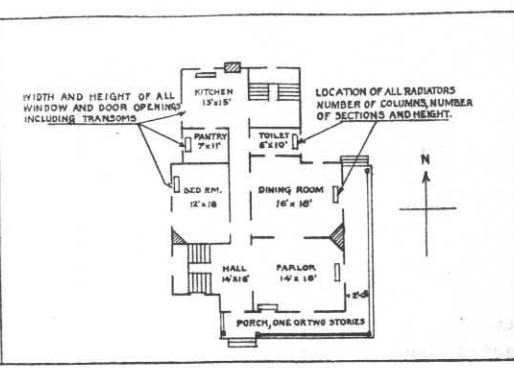 KITCHEN
13'x15'
WIDTH AND HEIGHT OF ALL
WINDOW AND DOOR OPENINGS
INCLUDING TRANSOMS
LOCATION OF ALL RADIATORS
NUMBER OF COLUMNS, NUMBER
OF SECTIONS AND HEIGHT.
PANTRY
7'x11'
TOILET
6'x10'
N
BED RM.
12'x18
DINING ROOM
16'x18'
HALL
14'x18'
PARLOR
14'x18'
PORCH, ONE OR TWO STORIES